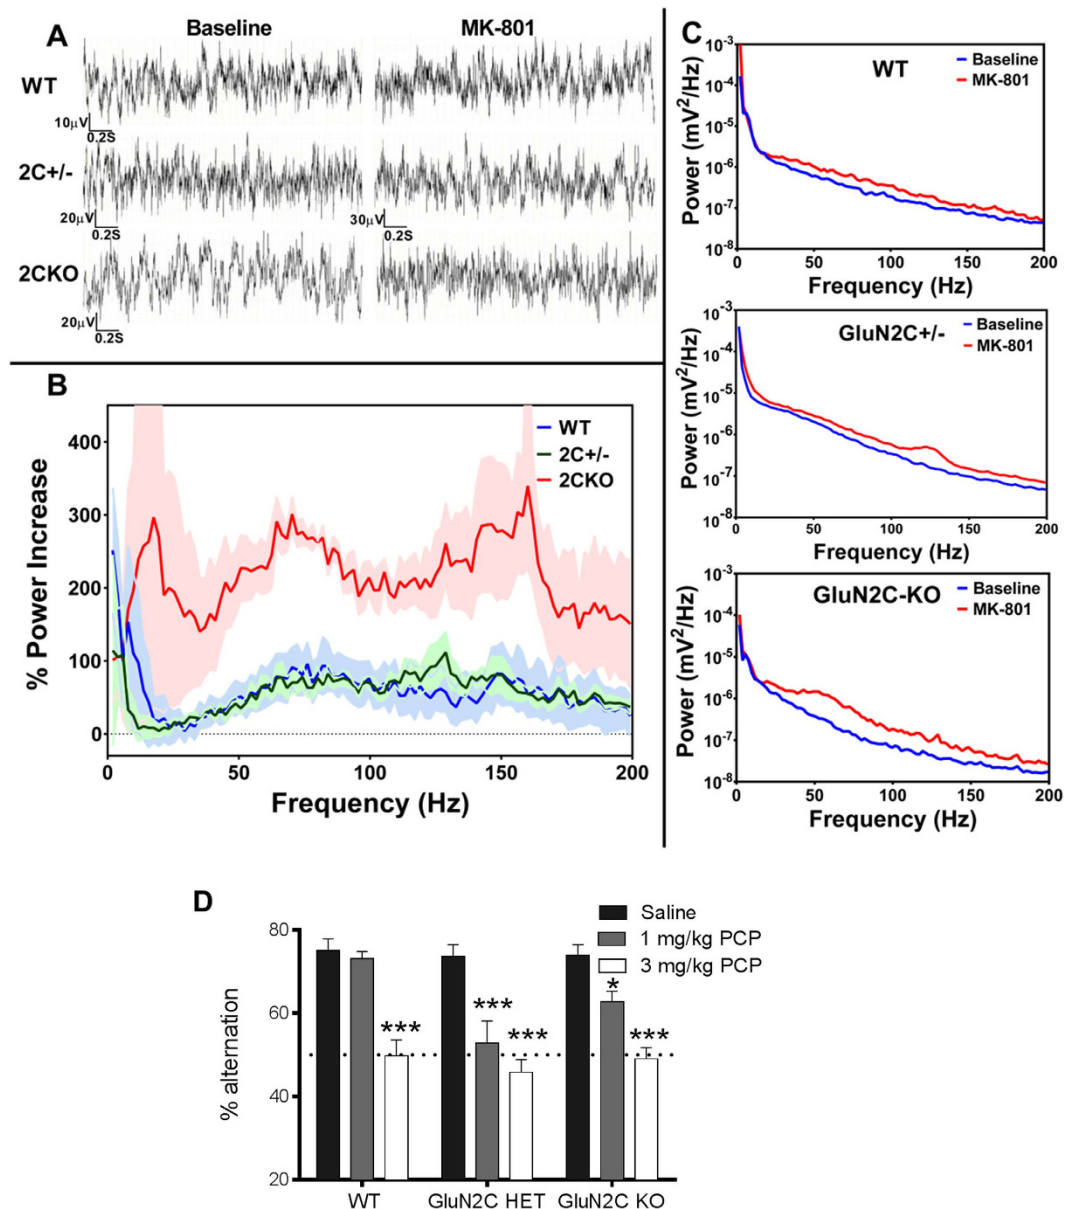 A
Baseline
MK-801
WT
10µV
0.2S
2C+/-
20µV
0.2S
30µV
0.2S
2CKO
20µV
0.2S
B
% Power Increase
400
300
200
100
0
WT
2C+/-
2CKO
0
50
100
150
200
Frequency (Hz)
C
Power (mV²/Hz)
10⁻³
10⁻⁴
10⁻⁵
10⁻⁶
10⁻⁷
10⁻⁸
WT
Baseline
MK-801
0
50
100
150
200
Frequency (Hz)
Power (mV²/Hz)
10⁻³
10⁻⁴
10⁻⁵
10⁻⁶
10⁻⁷
10⁻⁸
GluN2C+/-
Baseline
MK-801
0
50
100
150
200
Frequency (Hz)
Power (mV²/Hz)
10⁻³
10⁻⁴
10⁻⁵
10⁻⁶
10⁻⁷
10⁻⁸
GluN2C-KO
Baseline
MK-801
0
50
100
150
200
Frequency (Hz)
D
Saline
1 mg/kg PCP
3 mg/kg PCP
% alternation
80
60
40
20
***
***
***
*
***
WT
GluN2C HET
GluN2C KO